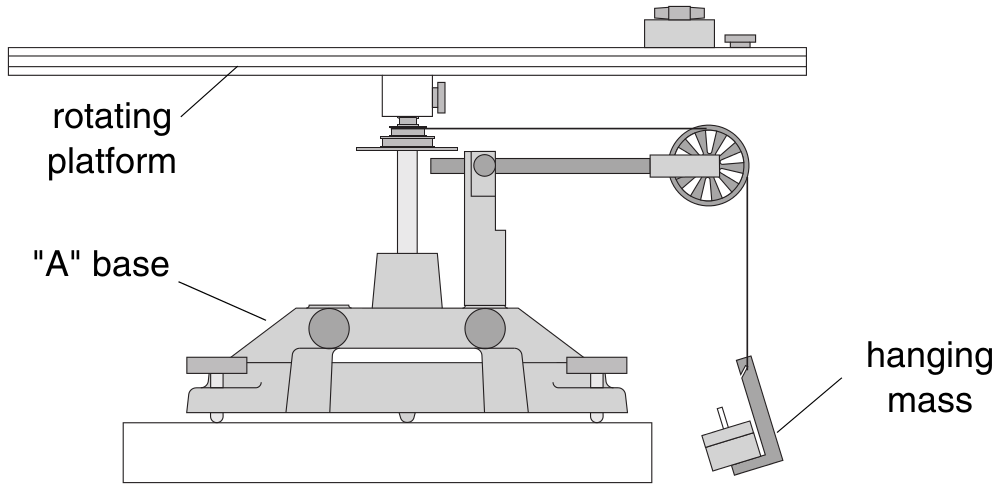 rotating
platform
"A" base
hanging
mass